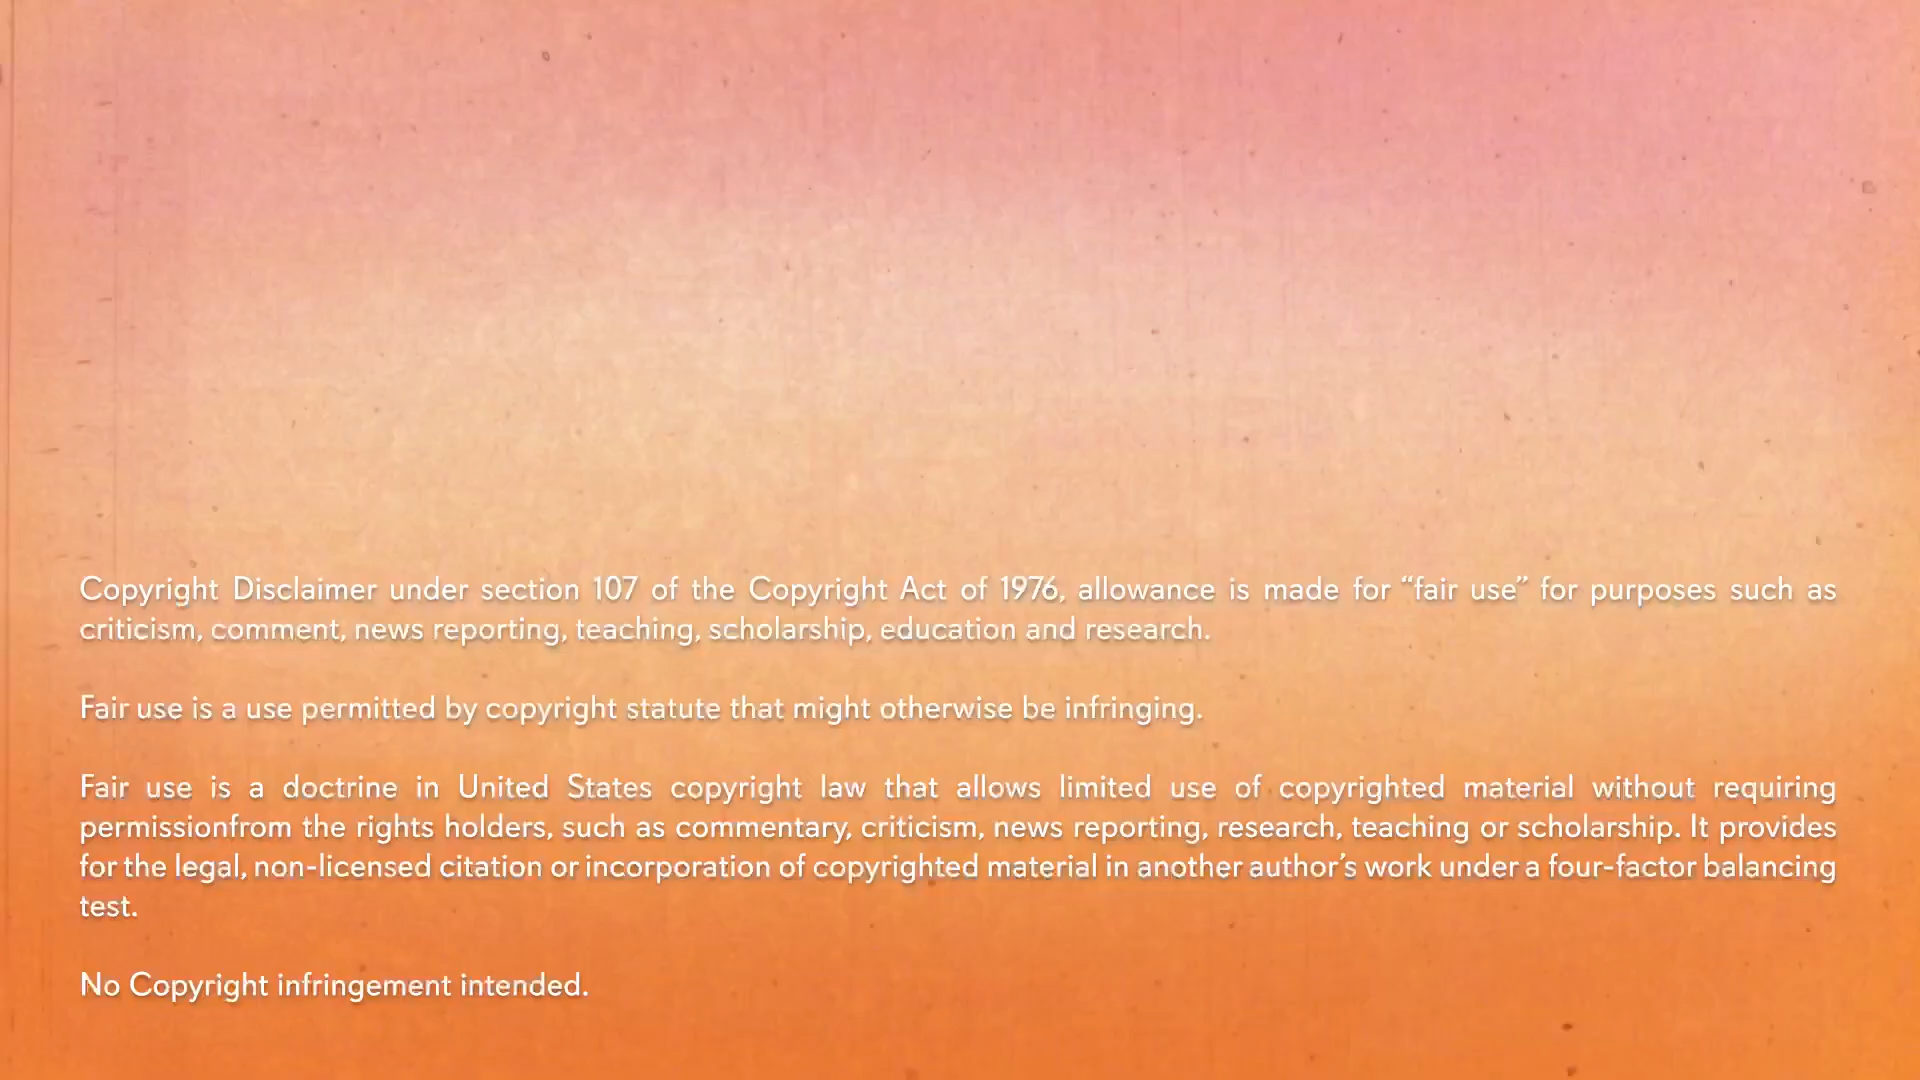 Copyright Disclaimer under section 107 of the Copyright Act of 1976, allowance is made for “fair use” for purposes such as
criticism, comment, news reporting, teaching, scholarship, education and research.
Fair use is a use permitted by copyright statute that might otherwise be infringing.
Fair use is a doctrine in United States copyright law that allows limited use of copyrighted material without requiring
permissionfrom the rights holders, such as commentary, criticism, news reporting, research, teaching or scholarship. It provides
for the legal, non-licensed citation or incorporation of copyrighted material in another author’s work under a four-factor balancing
test.
No Copyright infringement intended.